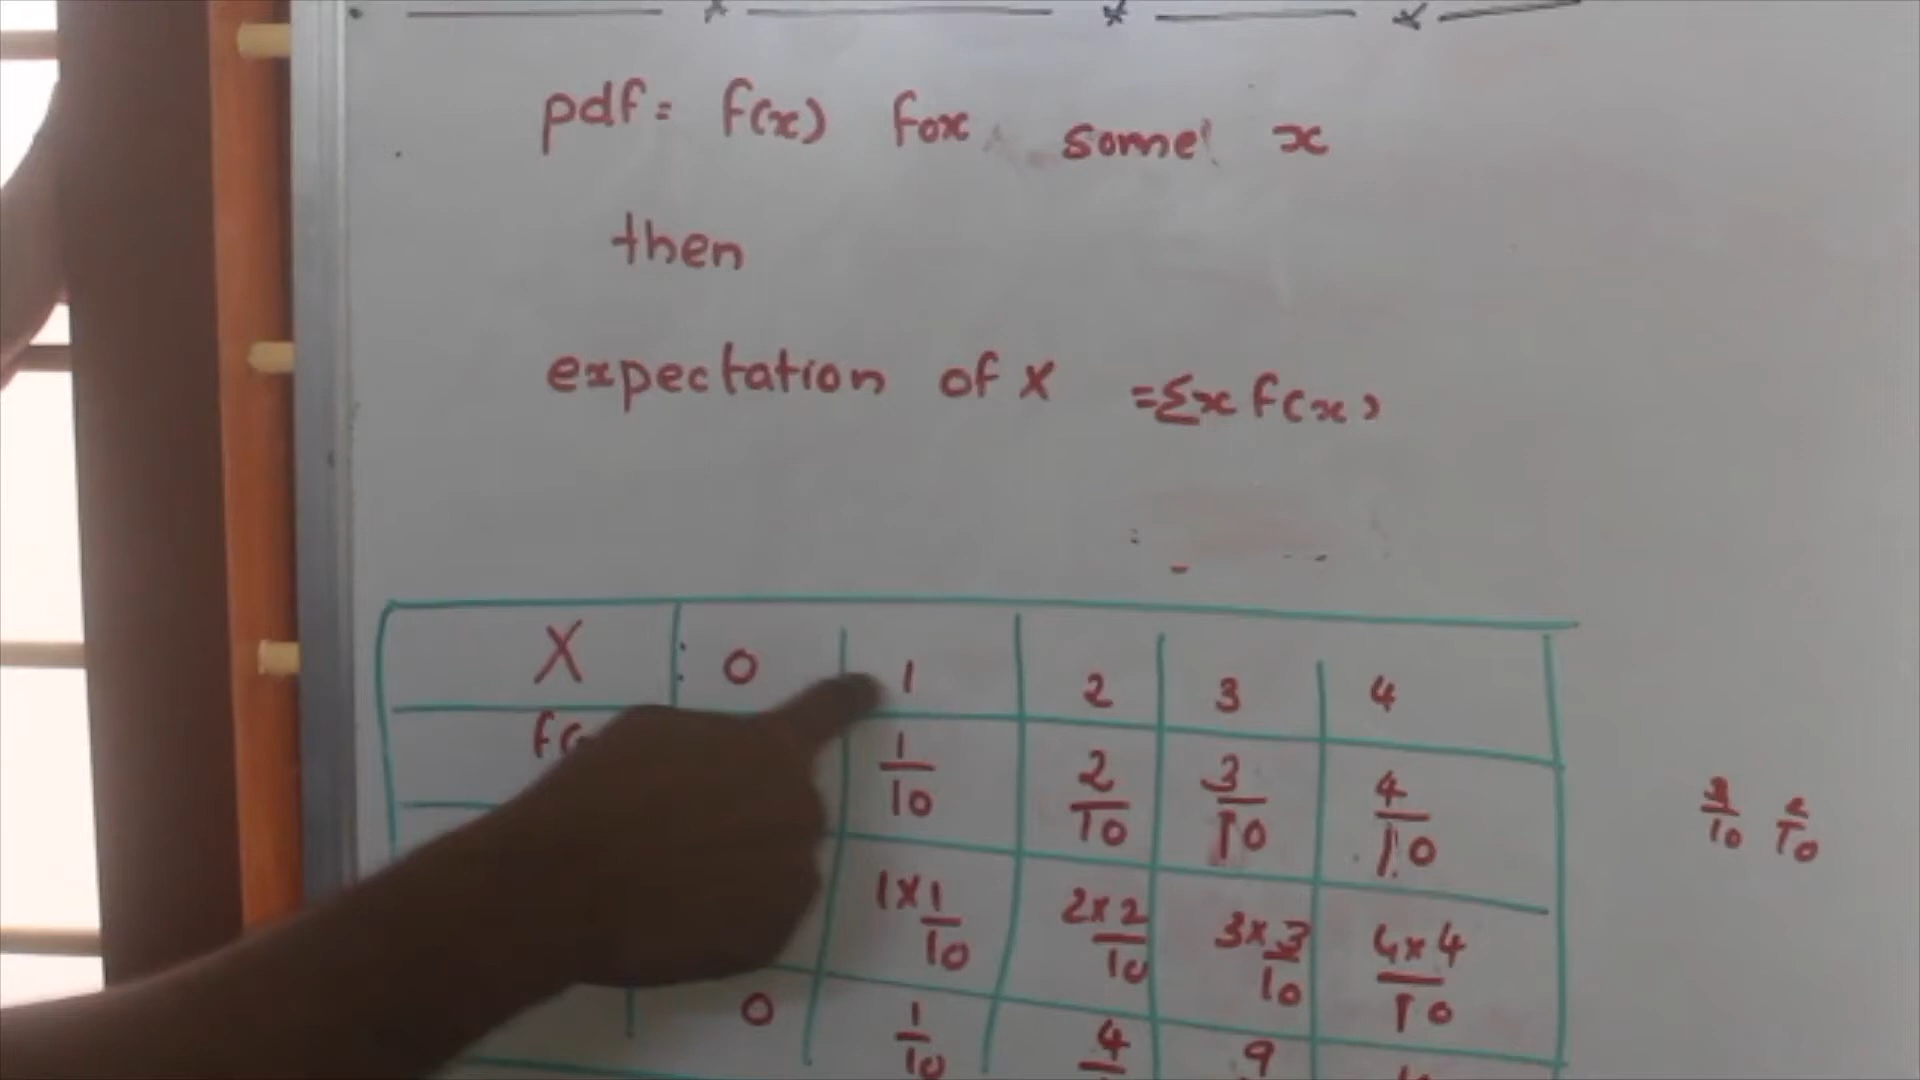 pdf= f(x) for some x
then
expectation of X =Σx f(x)
X : 0 1 2 3 4
1/10 2/10 3/10 4/10
1×1/10 2×2/10 3×3/10 4×4/10
0 1/10 4 9